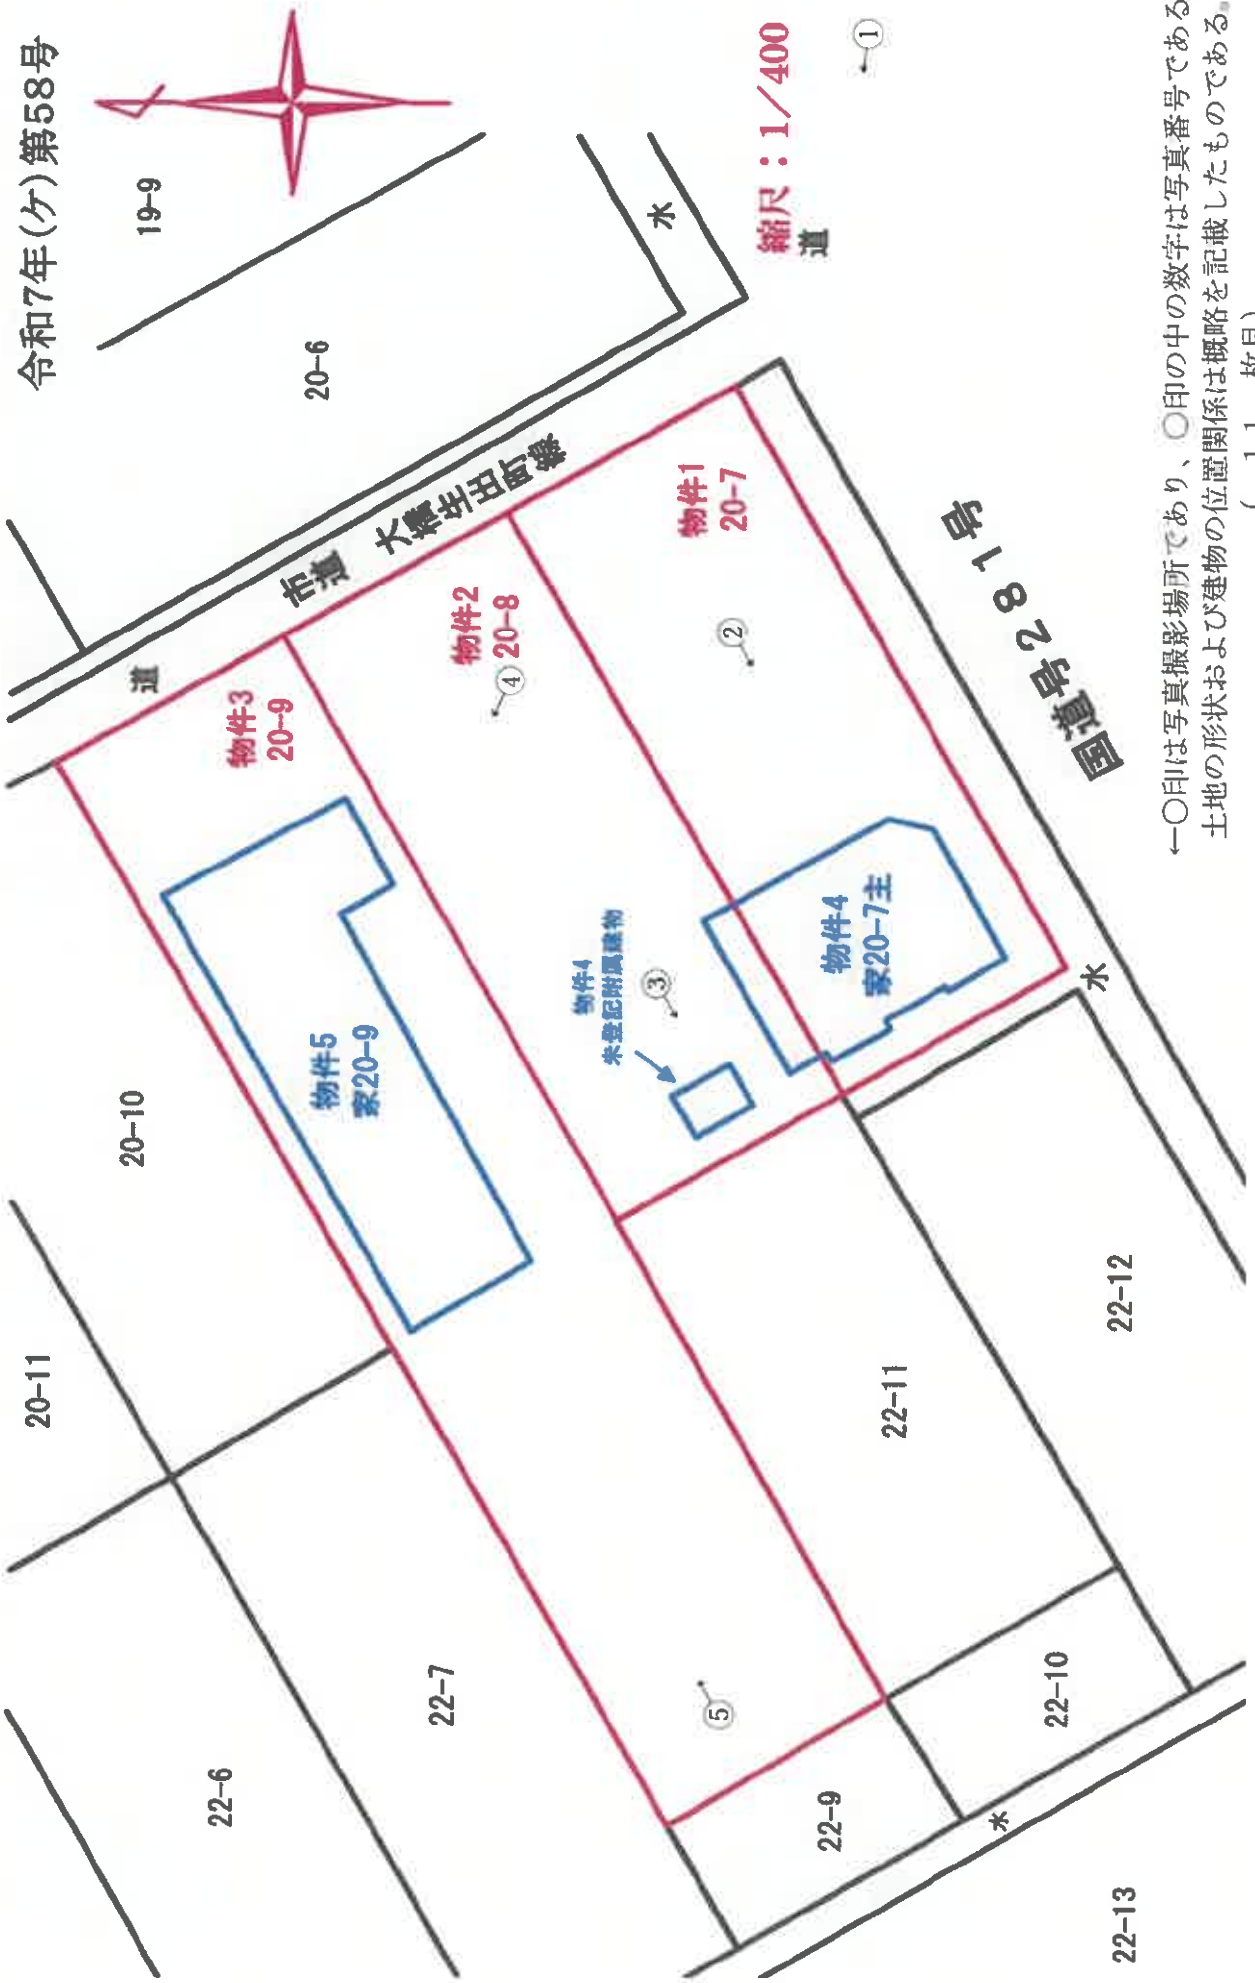 令和7年(ケ)第58号
19-9
20-6
水
縮尺：1/400
道
①
市道 大橋生出町線
道
物件1
20-7
物件2
20-8
物件3
20-9
②
④
国道号281号
物件4
家20-7主
水
物件4
未登記附属建物
③
物件5
家20-9
20-10
20-11
22-12
22-11
22-7
22-6
⑤
22-10
22-9
水
22-13
←○印は写真撮影場所であり、○印の中の数字は写真番号である
土地の形状および建物の位置関係は概略を記載したものである。